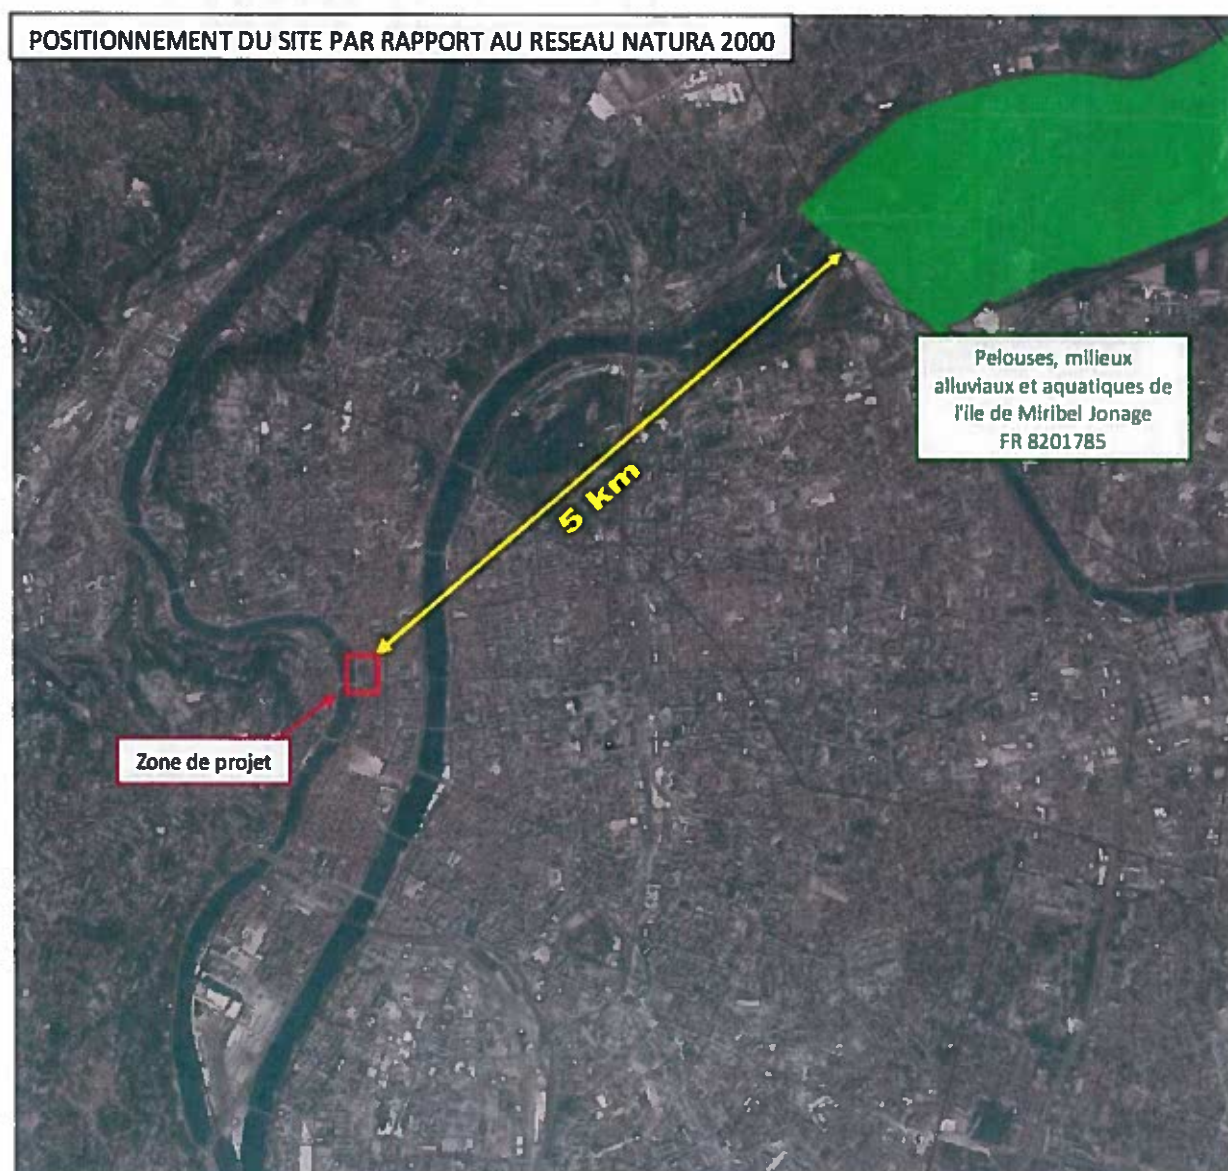 POSITIONNEMENT DU SITE PAR RAPPORT AU RESEAU NATURA 2000
Pelouses, milieux
alluviaux et aquatiques de
l'ile de Miribel Jonage
FR 8201785
5 km
Zone de projet